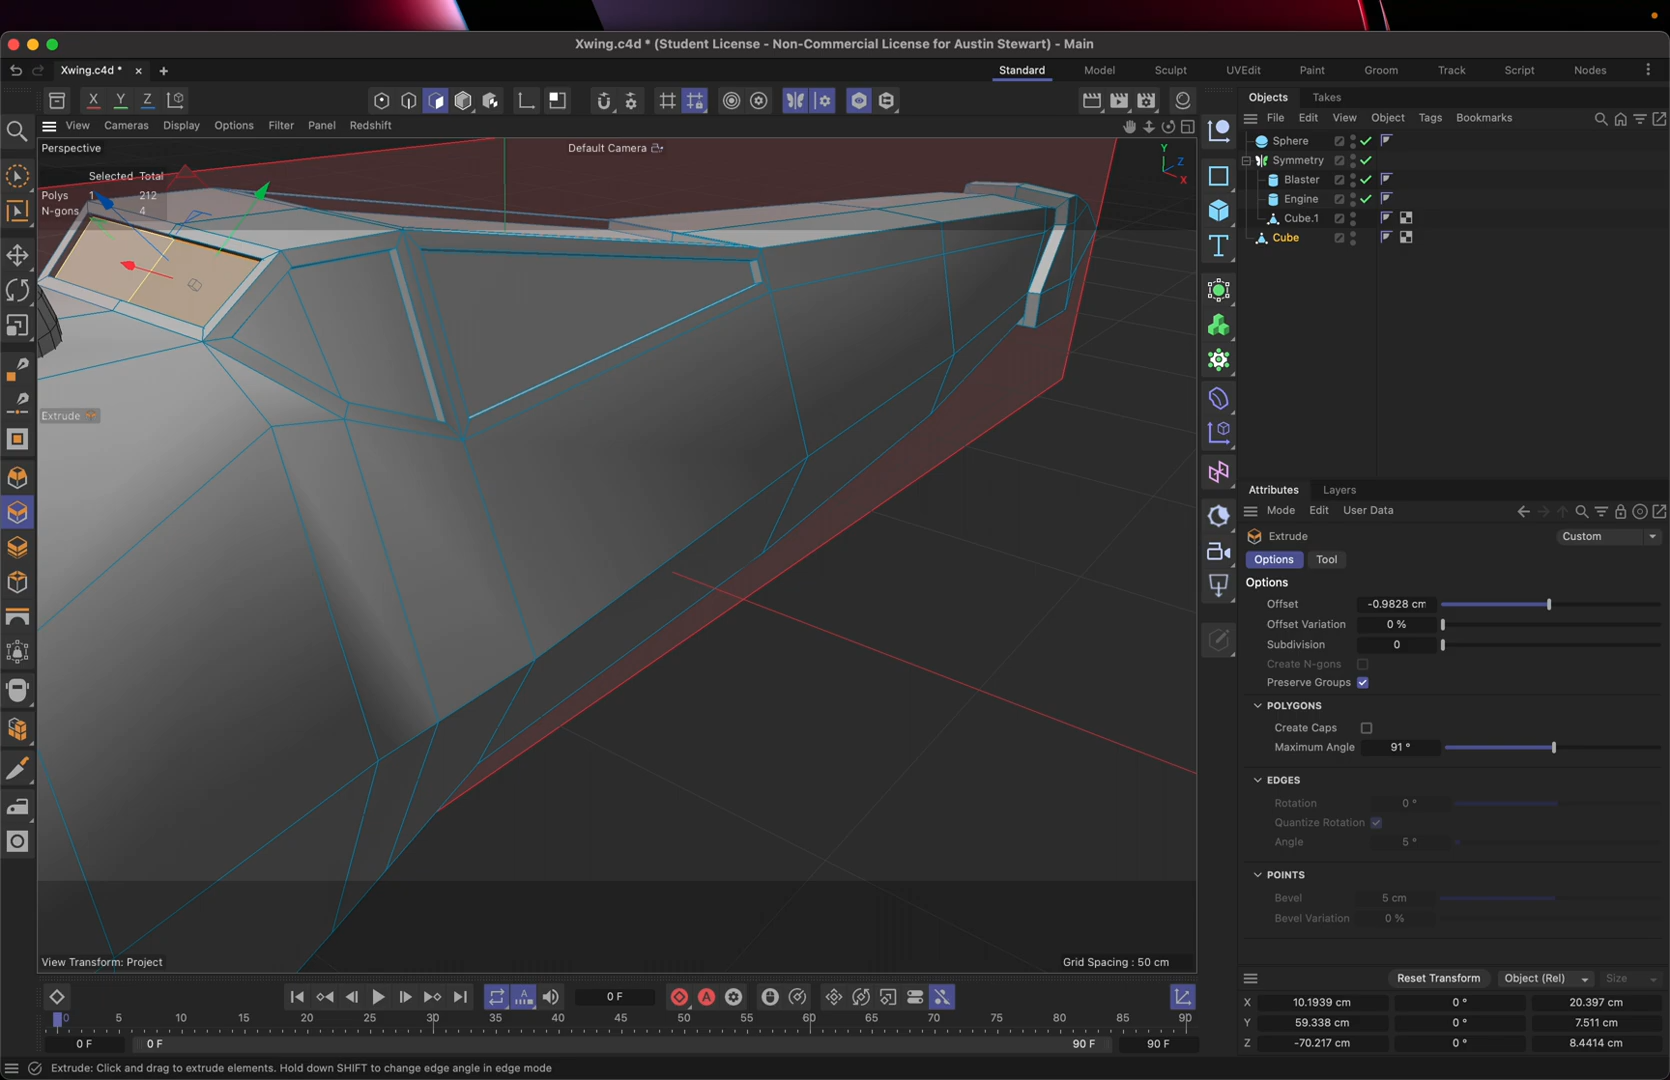 Xwing.c4d * (Student License - Non-Commercial License for Austin Stewart) - Main
Xwing.c4d * × +
Standard Model Sculpt UVEdit Paint Groom Track Script Nodes
X Y Z
Objects Takes
View Cameras Display Options Filter Panel Redshift
File Edit View Object Tags Bookmarks
Perspective
Default Camera
Y
Z
X
Selected Total
Polys 1 212
N-gons 4
Extrude
Sphere
Symmetry
Blaster
Engine
Cube.1
Cube
Attributes Layers
Mode Edit User Data
Extrude
Custom
Options Tool
Options
Offset -0.9828 cm
Offset Variation 0 %
Subdivision 0
Create N-gons
Preserve Groups
POLYGONS
Create Caps
Maximum Angle 91 °
EDGES
Rotation 0 °
Quantize Rotation
Angle 5 °
POINTS
Bevel 5 cm
Bevel Variation 0 %
View Transform: Project
Grid Spacing : 50 cm
0 F
0 5 10 15 20 25 30 35 40 45 50 55 60 65 70 75 80 85 90
0 F 0 F 90 F 90 F
Reset Transform Object (Rel) Size
X 10.1939 cm 0 ° 20.397 cm
Y 59.338 cm 0 ° 7.511 cm
Z -70.217 cm 0 ° 8.4414 cm
Extrude: Click and drag to extrude elements. Hold down SHIFT to change edge angle in edge mode